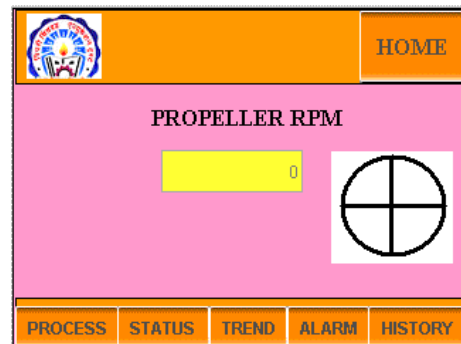 HOME
PROPELLER RPM
0
PROCESS STATUS TREND ALARM HISTORY